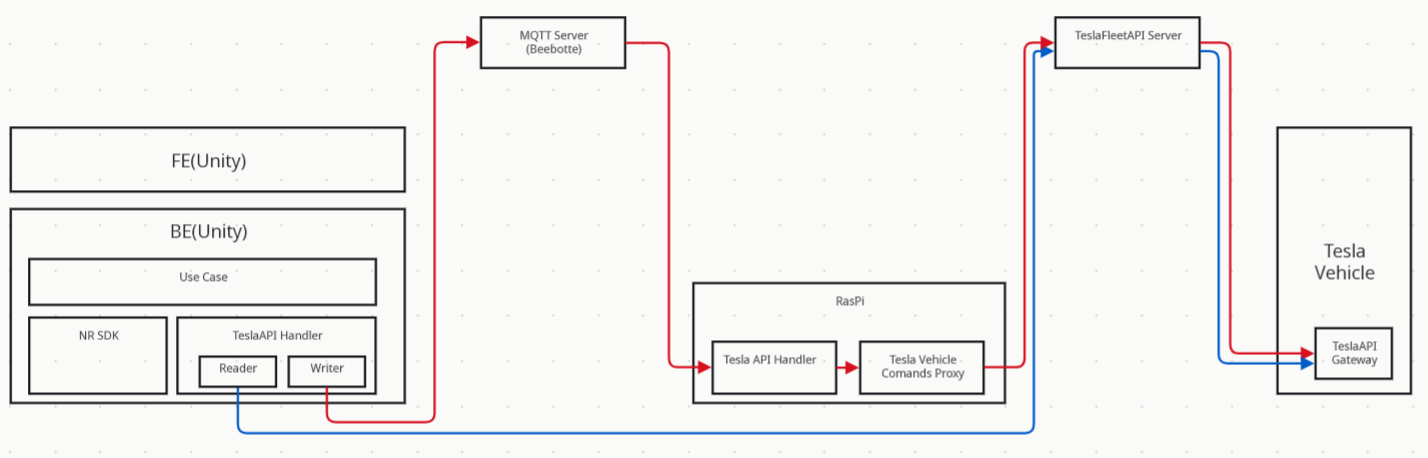 MQTT Server
(Beebotte)
TeslaFleetAPI Server
FE(Unity)
BE(Unity)
Use Case
NR SDK
TeslaAPI Handler
Reader
Writer
RasPi
Tesla API Handler
Tesla Vehicle
Comands Proxy
Tesla
Vehicle
TeslaAPI
Gateway